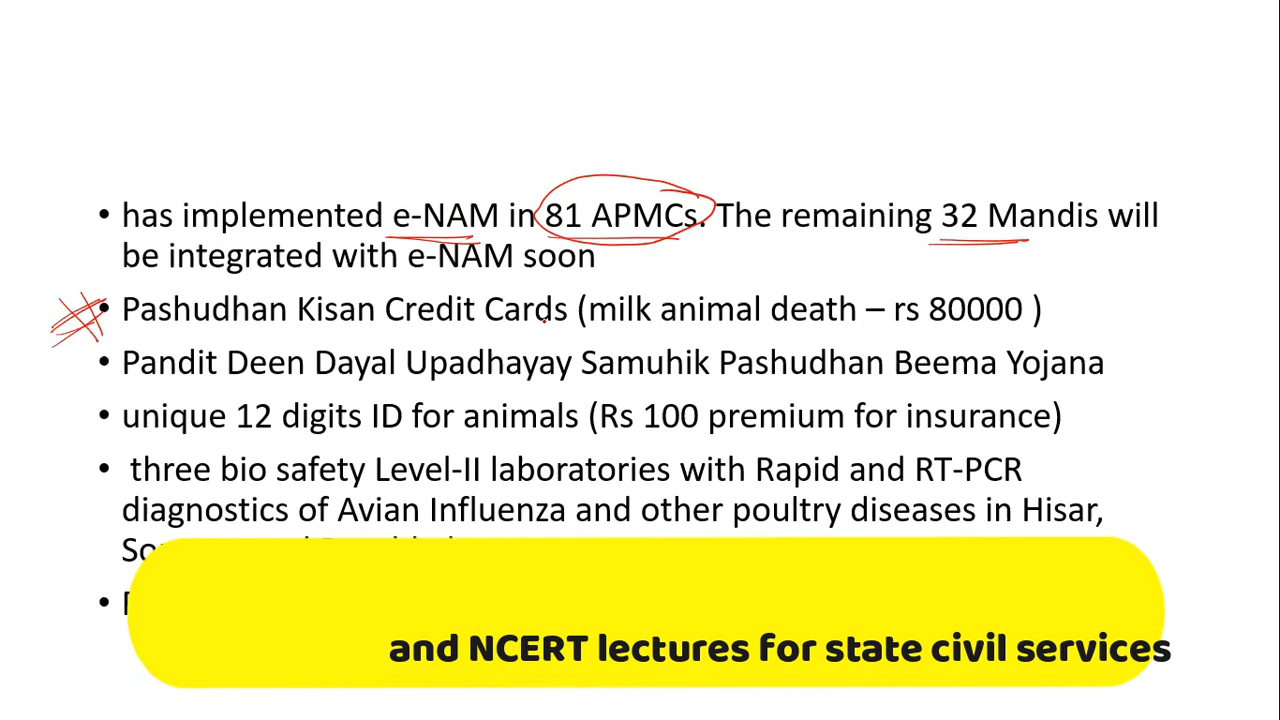 • has implemented e-NAM in 81 APMCs. The remaining 32 Mandis will
be integrated with e-NAM soon
• Pashudhan Kisan Credit Cards (milk animal death – rs 80000 )
• Pandit Deen Dayal Upadhayay Samuhik Pashudhan Beema Yojana
• unique 12 digits ID for animals (Rs 100 premium for insurance)
• three bio safety Level-II laboratories with Rapid and RT-PCR
diagnostics of Avian Influenza and other poultry diseases in Hisar,
and NCERT lectures for state civil services